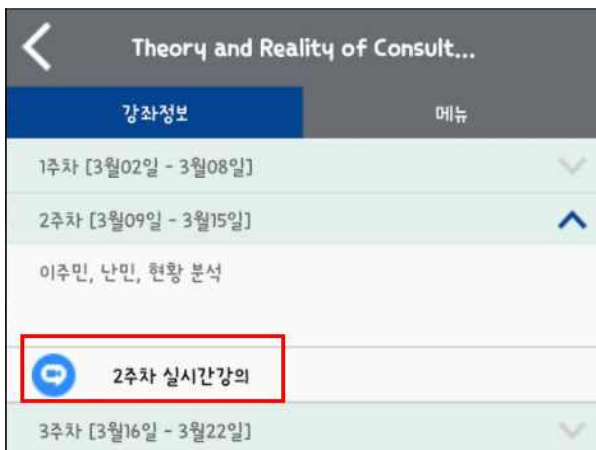 Theory and Reality of Consult...
강좌정보 메뉴
1주차 [3월02일 - 3월08일]
2주차 [3월09일 - 3월15일]
이주민, 난민, 현황 분석
2주차 실시간강의
3주차 [3월16일 - 3월22일]